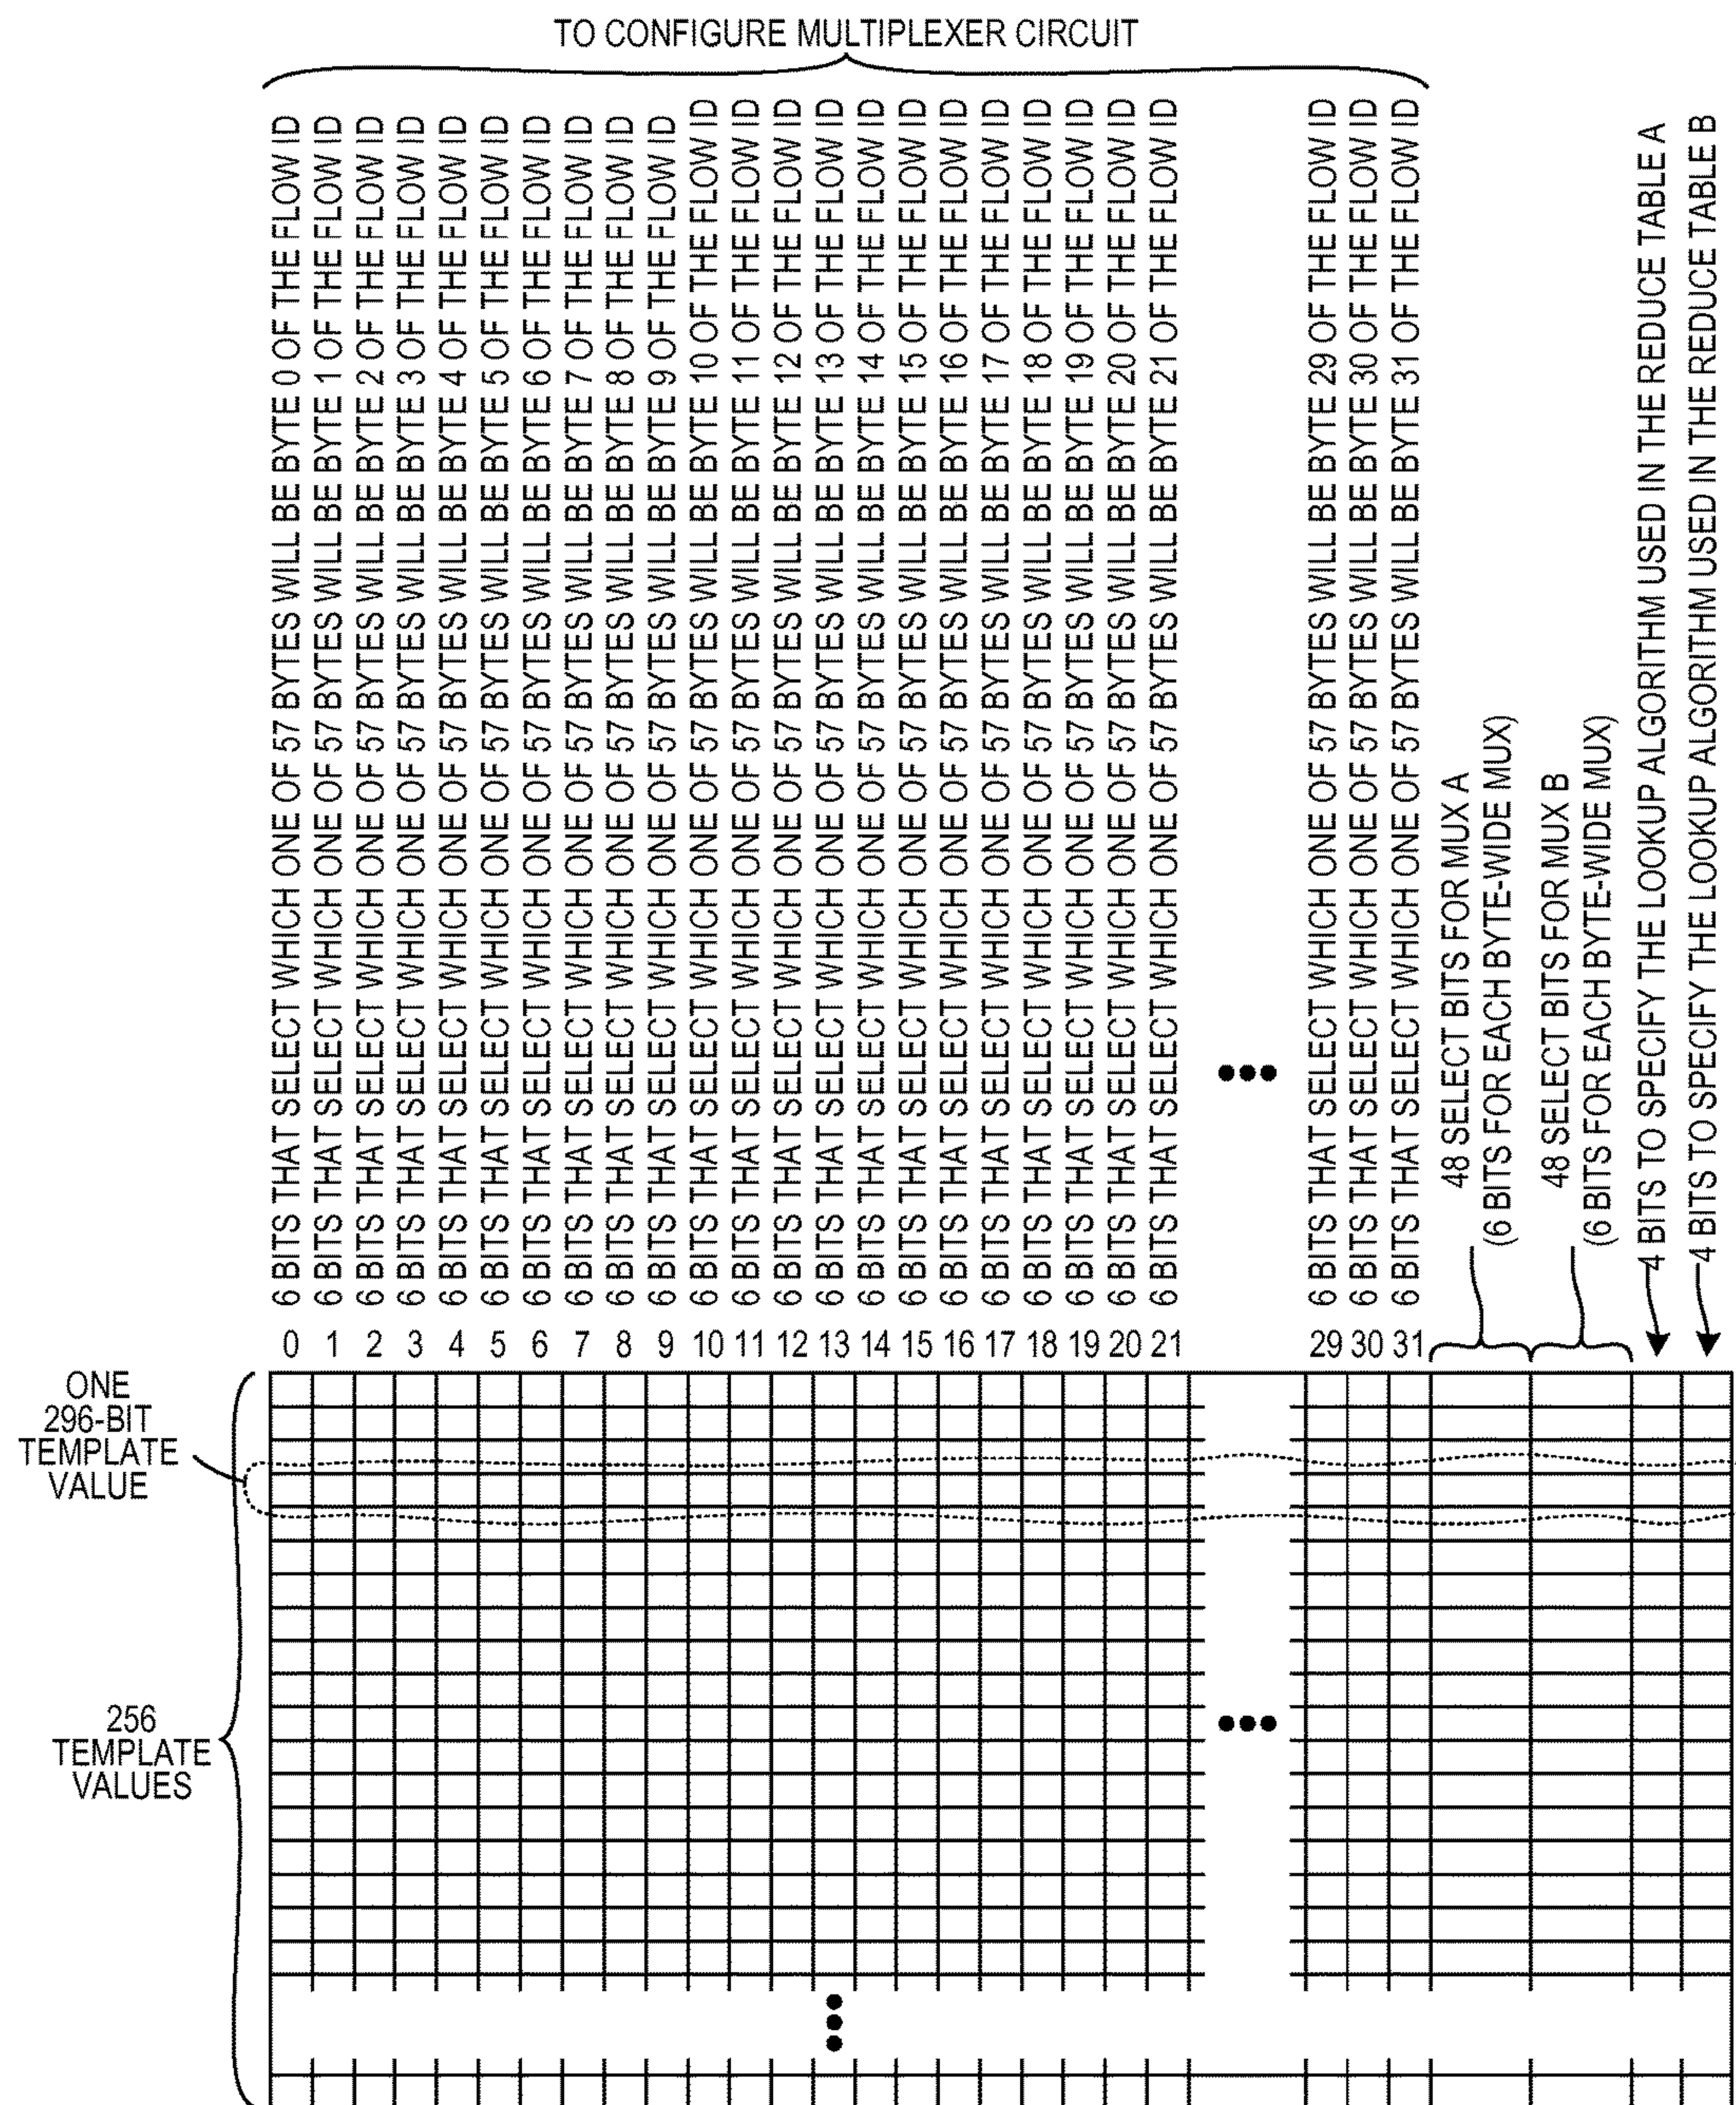 TO CONFIGURE MULTIPLEXER CIRCUIT
6 BITS THAT SELECT WHICH ONE OF 57 BYTES WILL BE BYTE 0 OF THE FLOW ID
6 BITS THAT SELECT WHICH ONE OF 57 BYTES WILL BE BYTE 1 OF THE FLOW ID
6 BITS THAT SELECT WHICH ONE OF 57 BYTES WILL BE BYTE 2 OF THE FLOW ID
6 BITS THAT SELECT WHICH ONE OF 57 BYTES WILL BE BYTE 3 OF THE FLOW ID
6 BITS THAT SELECT WHICH ONE OF 57 BYTES WILL BE BYTE 4 OF THE FLOW ID
6 BITS THAT SELECT WHICH ONE OF 57 BYTES WILL BE BYTE 5 OF THE FLOW ID
6 BITS THAT SELECT WHICH ONE OF 57 BYTES WILL BE BYTE 6 OF THE FLOW ID
6 BITS THAT SELECT WHICH ONE OF 57 BYTES WILL BE BYTE 7 OF THE FLOW ID
6 BITS THAT SELECT WHICH ONE OF 57 BYTES WILL BE BYTE 8 OF THE FLOW ID
6 BITS THAT SELECT WHICH ONE OF 57 BYTES WILL BE BYTE 9 OF THE FLOW ID
6 BITS THAT SELECT WHICH ONE OF 57 BYTES WILL BE BYTE 10 OF THE FLOW ID
6 BITS THAT SELECT WHICH ONE OF 57 BYTES WILL BE BYTE 11 OF THE FLOW ID
6 BITS THAT SELECT WHICH ONE OF 57 BYTES WILL BE BYTE 12 OF THE FLOW ID
6 BITS THAT SELECT WHICH ONE OF 57 BYTES WILL BE BYTE 13 OF THE FLOW ID
6 BITS THAT SELECT WHICH ONE OF 57 BYTES WILL BE BYTE 14 OF THE FLOW ID
6 BITS THAT SELECT WHICH ONE OF 57 BYTES WILL BE BYTE 15 OF THE FLOW ID
6 BITS THAT SELECT WHICH ONE OF 57 BYTES WILL BE BYTE 16 OF THE FLOW ID
6 BITS THAT SELECT WHICH ONE OF 57 BYTES WILL BE BYTE 17 OF THE FLOW ID
6 BITS THAT SELECT WHICH ONE OF 57 BYTES WILL BE BYTE 18 OF THE FLOW ID
6 BITS THAT SELECT WHICH ONE OF 57 BYTES WILL BE BYTE 19 OF THE FLOW ID
6 BITS THAT SELECT WHICH ONE OF 57 BYTES WILL BE BYTE 20 OF THE FLOW ID
6 BITS THAT SELECT WHICH ONE OF 57 BYTES WILL BE BYTE 21 OF THE FLOW ID
6 BITS THAT SELECT WHICH ONE OF 57 BYTES WILL BE BYTE 29 OF THE FLOW ID
6 BITS THAT SELECT WHICH ONE OF 57 BYTES WILL BE BYTE 30 OF THE FLOW ID
6 BITS THAT SELECT WHICH ONE OF 57 BYTES WILL BE BYTE 31 OF THE FLOW ID
48 SELECT BITS FOR MUX A
(6 BITS FOR EACH BYTE-WIDE MUX)
48 SELECT BITS FOR MUX B
(6 BITS FOR EACH BYTE-WIDE MUX)
4 BITS TO SPECIFY THE LOOKUP ALGORITHM USED IN THE REDUCE TABLE A
4 BITS TO SPECIFY THE LOOKUP ALGORITHM USED IN THE REDUCE TABLE B
0 1 2 3 4 5 6 7 8 9 10 11 12 13 14 15 16 17 18 19 20 21 29 30 31
ONE
296-BIT
TEMPLATE
VALUE
256
TEMPLATE
VALUES